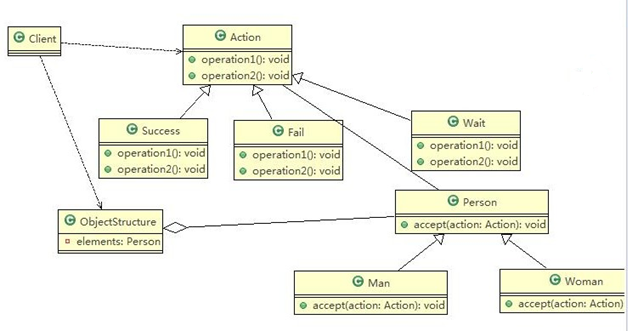 Client
Action
operation1(): void
operation2(): void
Success
operation1(): void
operation2(): void
Fail
operation1(): void
operation2(): void
Wait
operation1(): void
operation2(): void
ObjectStructure
elements: Person
Person
accept(action: Action): void
Man
accept(action: Action): void
Woman
accept(action: Action)